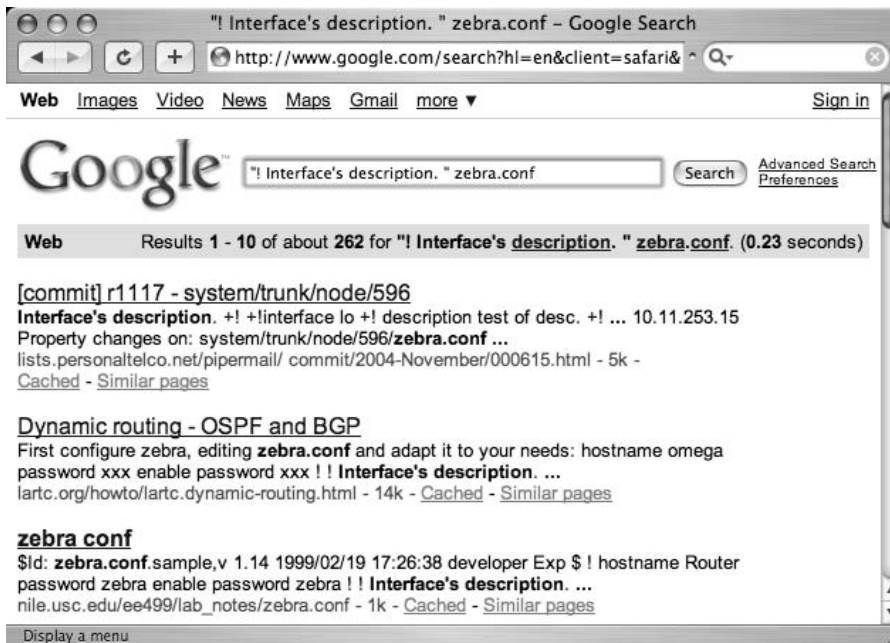 "! Interface's description. " zebra.conf – Google Search
http://www.google.com/search?hl=en&client=safari&
Web Images Video News Maps Gmail more ▼ Sign in
Google™ "! Interface's description. " zebra.conf Search Advanced Search
Preferences
Web Results 1 - 10 of about 262 for "! Interface's description. " zebra.conf. (0.23 seconds)
[commit] r1117 - system/trunk/node/596
Interface's description. +! +!interface lo +! description test of desc. +! ... 10.11.253.15
Property changes on: system/trunk/node/596/zebra.conf ...
lists.personaltelco.net/pipermail/ commit/2004-November/000615.html - 5k -
Cached - Similar pages
Dynamic routing - OSPF and BGP
First configure zebra, editing zebra.conf and adapt it to your needs: hostname omega
password xxx enable password xxx ! ! Interface's description. ...
lartc.org/howto/lartc.dynamic-routing.html - 14k - Cached - Similar pages
zebra conf
$Id: zebra.conf.sample,v 1.14 1999/02/19 17:26:38 developer Exp $ ! hostname Router
password zebra enable password zebra ! ! Interface's description. ...
nile.usc.edu/ee499/lab_notes/zebra.conf - 1k - Cached - Similar pages
Display a menu